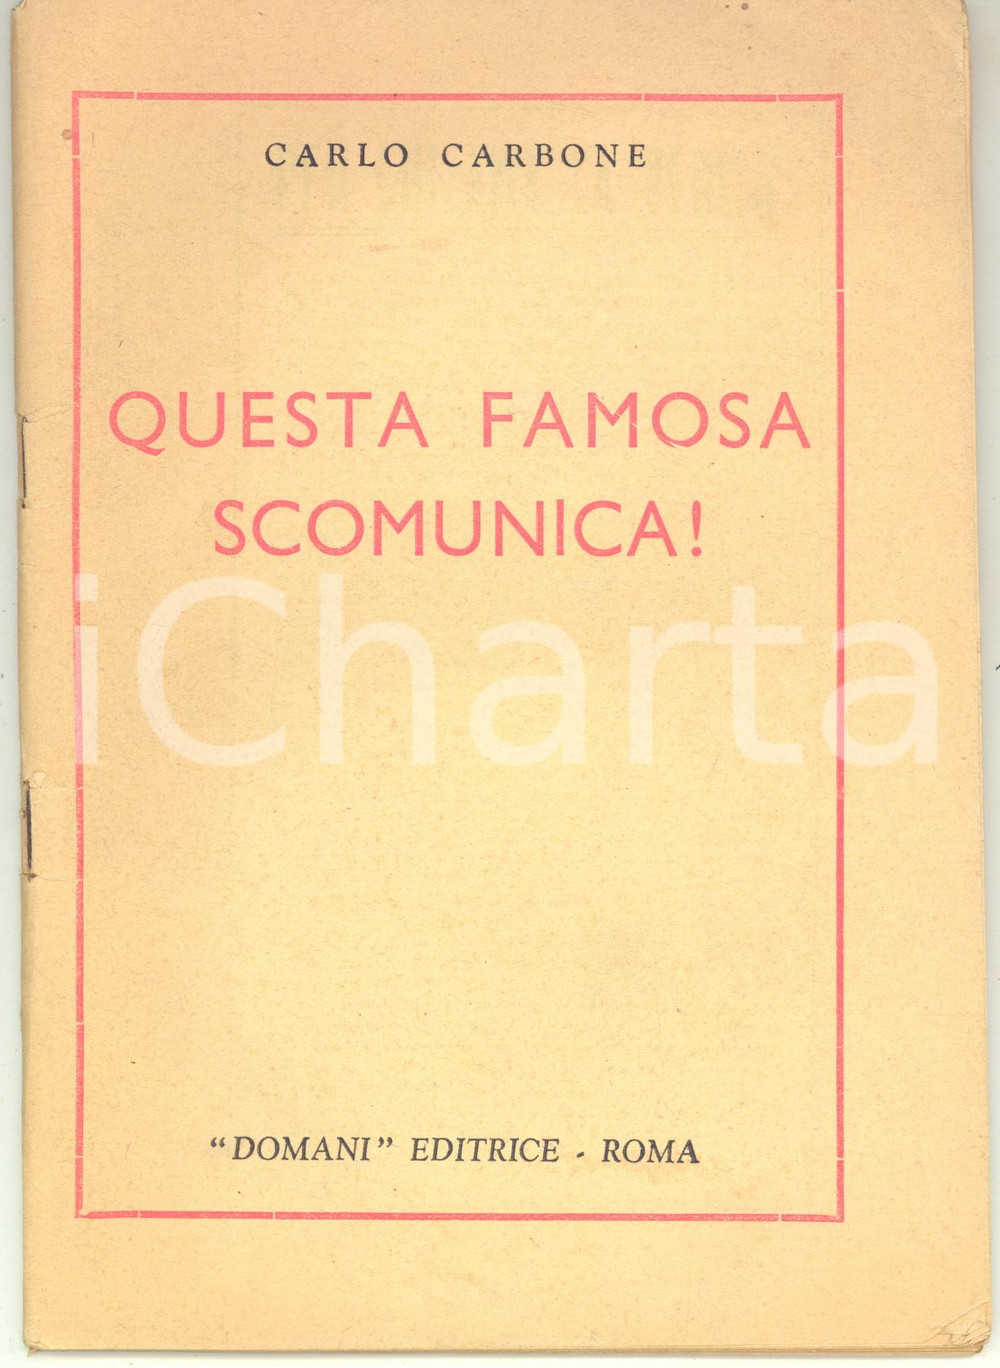 CARLO CARBONE
QUESTA FAMOSA
SCOMUNICA!
iCharta
"DOMANI" EDITRICE - ROMA